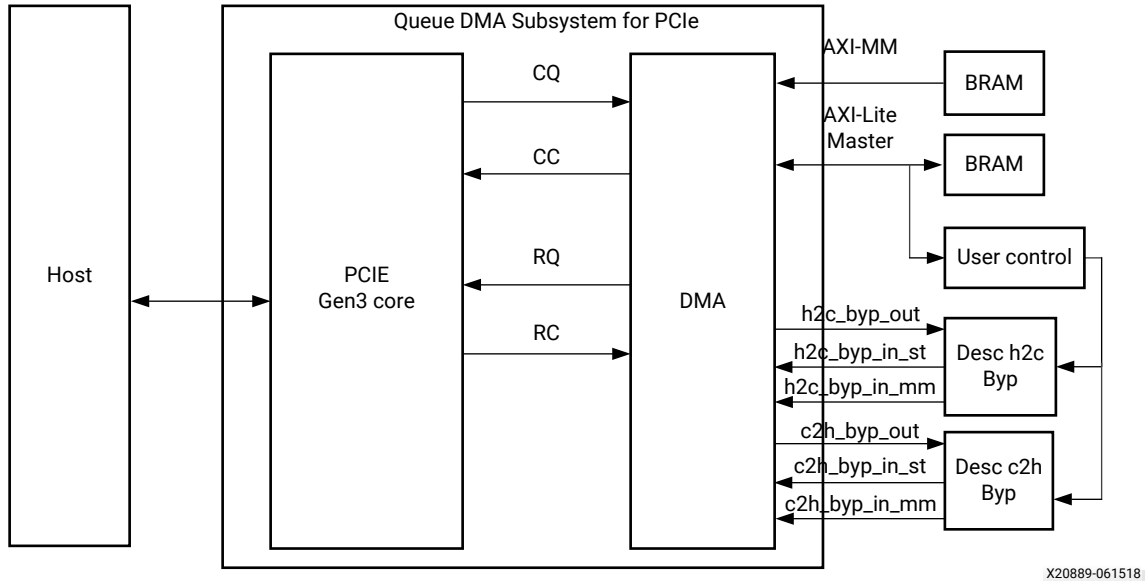 Queue DMA Subsystem for PCIe
Host
PCIE
Gen3 core
CQ
CC
RQ
RC
DMA
AXI-MM
BRAM
AXI-Lite
Master
BRAM
User control
h2c_byp_out
h2c_byp_in_st
h2c_byp_in_mm
Desc h2c
Byp
c2h_byp_out
c2h_byp_in_st
c2h_byp_in_mm
Desc c2h
Byp
X20889-061518